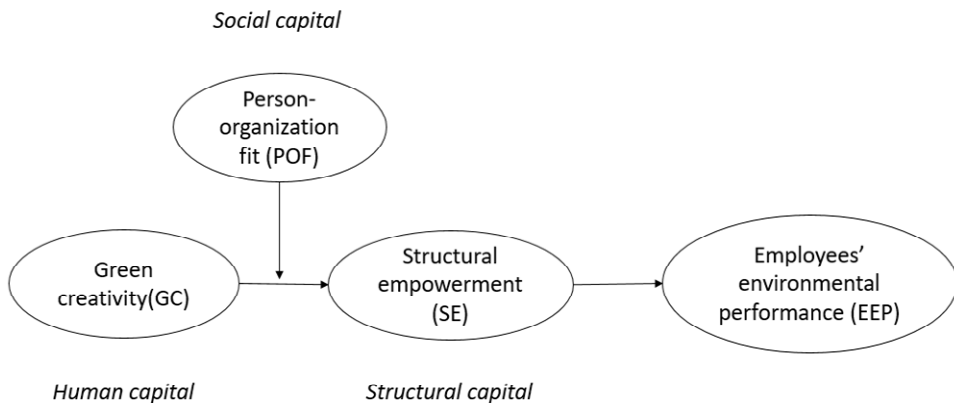 Social capital
Person-
organization
fit (POF)
Green
creativity(GC)
Structural
empowerment
(SE)
Employees’
environmental
performance (EEP)
Human capital
Structural capital